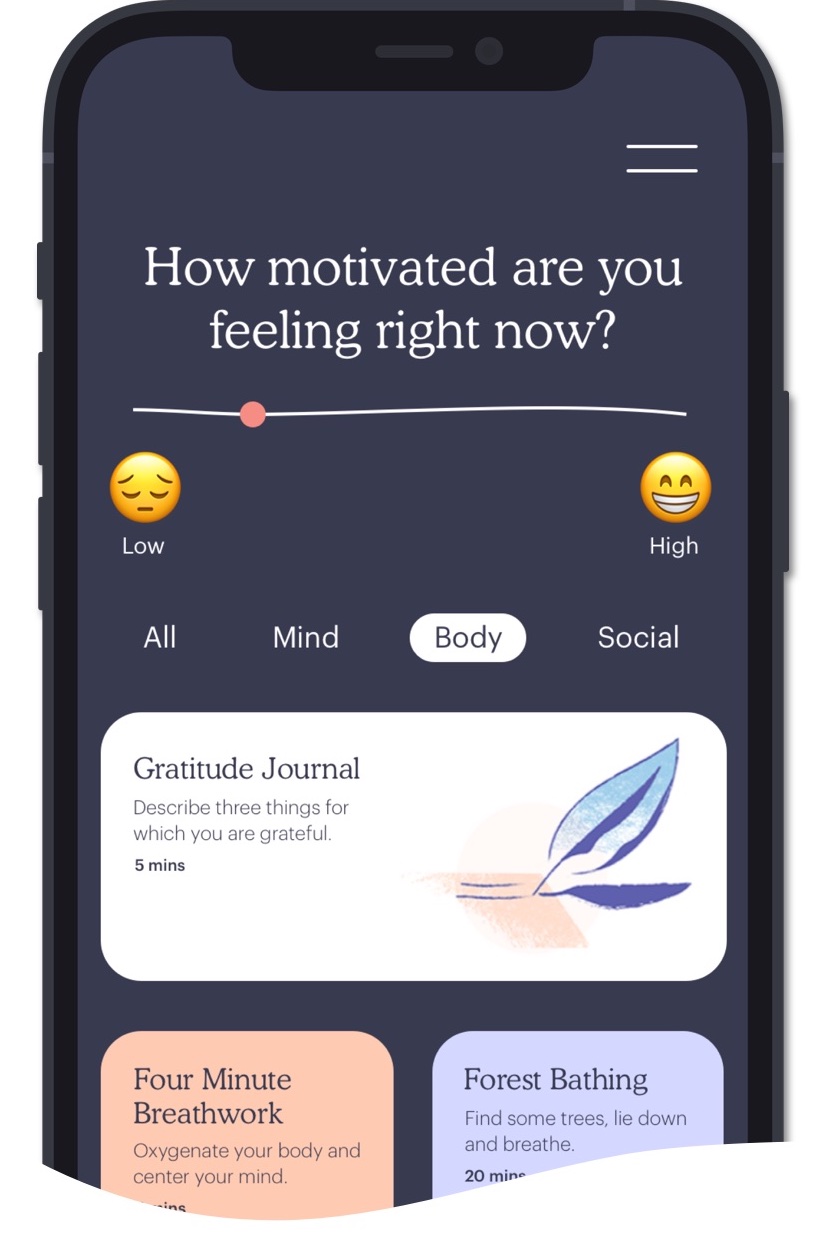 How motivated are you
feeling right now?
Low
High
All
Mind
Body
Social
Gratitude Journal
Describe three things for
which you are grateful.
5 mins
Four Minute
Breathwork
Oxygenate your body and
center your mind.
mins
Forest Bathing
Find some trees, lie down
and breathe.
20 mins